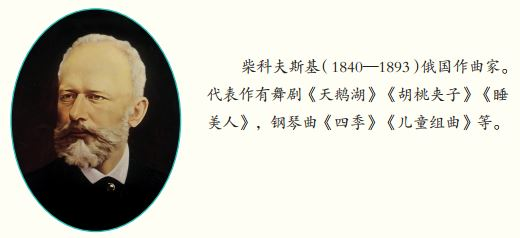 柴科夫斯基(1840—1893)俄国作曲家。
代表作有舞剧《天鹅湖》《胡桃夹子》《睡
美人》，钢琴曲《四季》《儿童组曲》等。